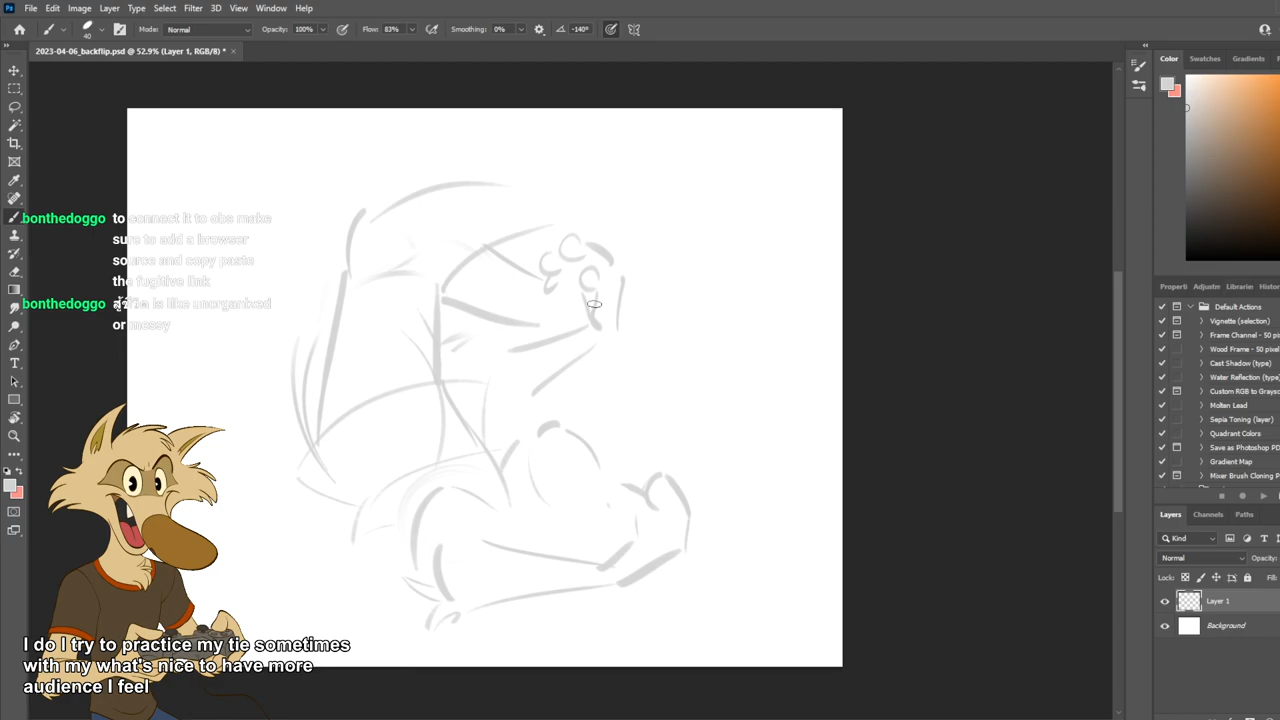 File Edit Image Layer Type Select Filter 3D View Window Help
40 Mode: Normal Opacity: 100% Flow: 83% Smoothing: 0% -140°
2023-04-06_backflip.psd @ 52.9% (Layer 1, RGB/8) * ×
Color Swatches Gradients
bonthedoggo to connect it to obs make
sure to add a browser
source and copy paste
the fugitive link
bonthedoggo is like unorganized
or messy
Properti Adjustm Libraries Histor
Default Actions
Vignette (selection)
Frame Channel - 50 pixel
Wood Frame - 50 pixel
Cast Shadow (type)
Water Reflection (type)
Custom RGB to Graysc
Molten Lead
Sepia Toning (layer)
Quadrant Colors
Save as Photoshop PD
Gradient Map
Mixer Brush Cloning P
Layers Channels Paths
Kind
Normal Opacity:
Lock: Fill:
Layer 1
Background
I do I try to practice my tie sometimes
with my what's nice to have more
audience I feel